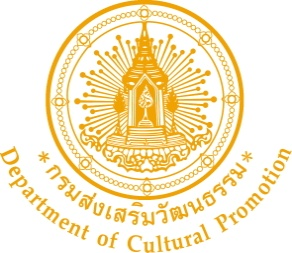 * กรมส่งเสริมวัฒนธรรม *
Department of Cultural Promotion